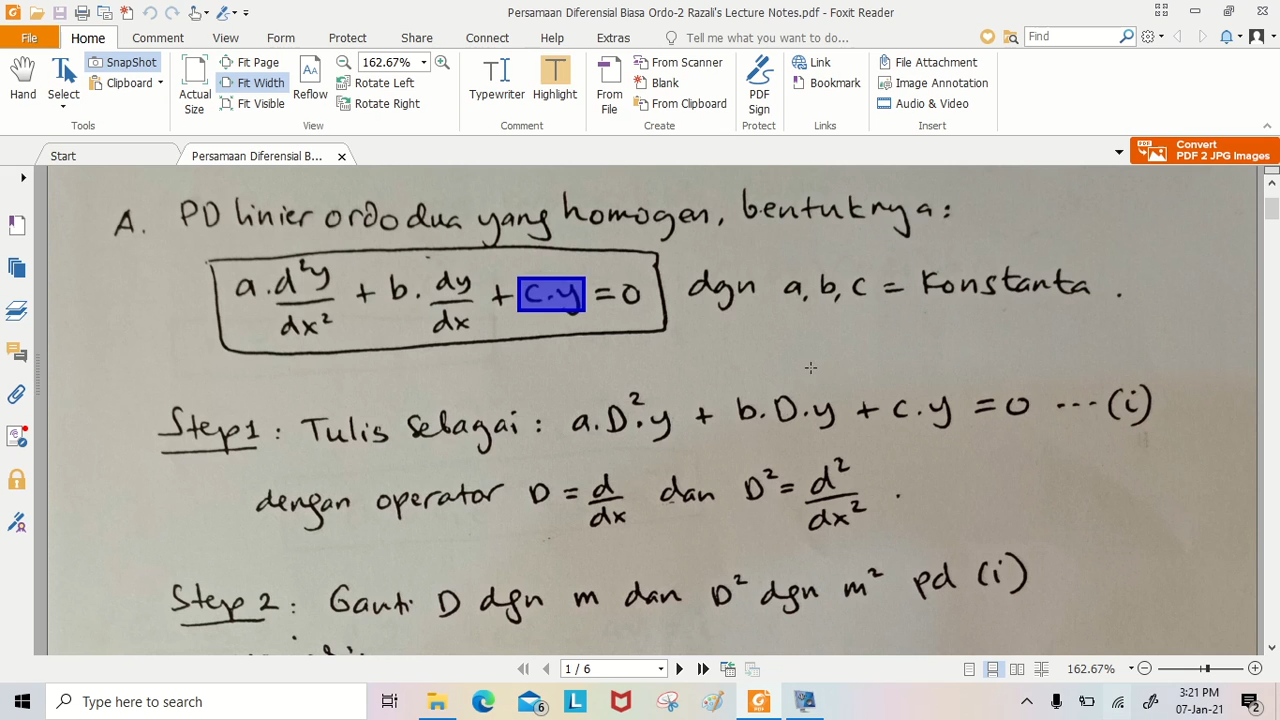 Persamaan Diferensial Biasa Ordo-2 Razali's Lecture Notes.pdf - Foxit Reader
File Home Comment View Form Protect Share Connect Help Extras Tell me what you want to do... Find
Hand Select SnapShot Clipboard Actual Size Fit Page Fit Width Fit Visible Reflow 162.67% Rotate Left Rotate Right Typewriter Highlight From File From Scanner Blank From Clipboard PDF Sign Link Bookmark File Attachment Image Annotation Audio & Video
Tools View Comment Create Protect Links Insert
Start Persamaan Diferensial B... Convert PDF 2 JPG Images
A. PD linier ordo dua yang homogen, bentuknya:
a. d²y/dx² + b. dy/dx + c.y = 0 dgn a, b, c = Konstanta.
Step 1: Tulis sebagai: a.D².y + b.D.y + c.y = 0 ... (i)
dengan operator D = d/dx dan D² = d²/dx².
Step 2: Ganti D dgn m dan D² dgn m² pd (i)
1 / 6 162.67%
Type here to search 6 3:21 PM
07-Jan-21 2